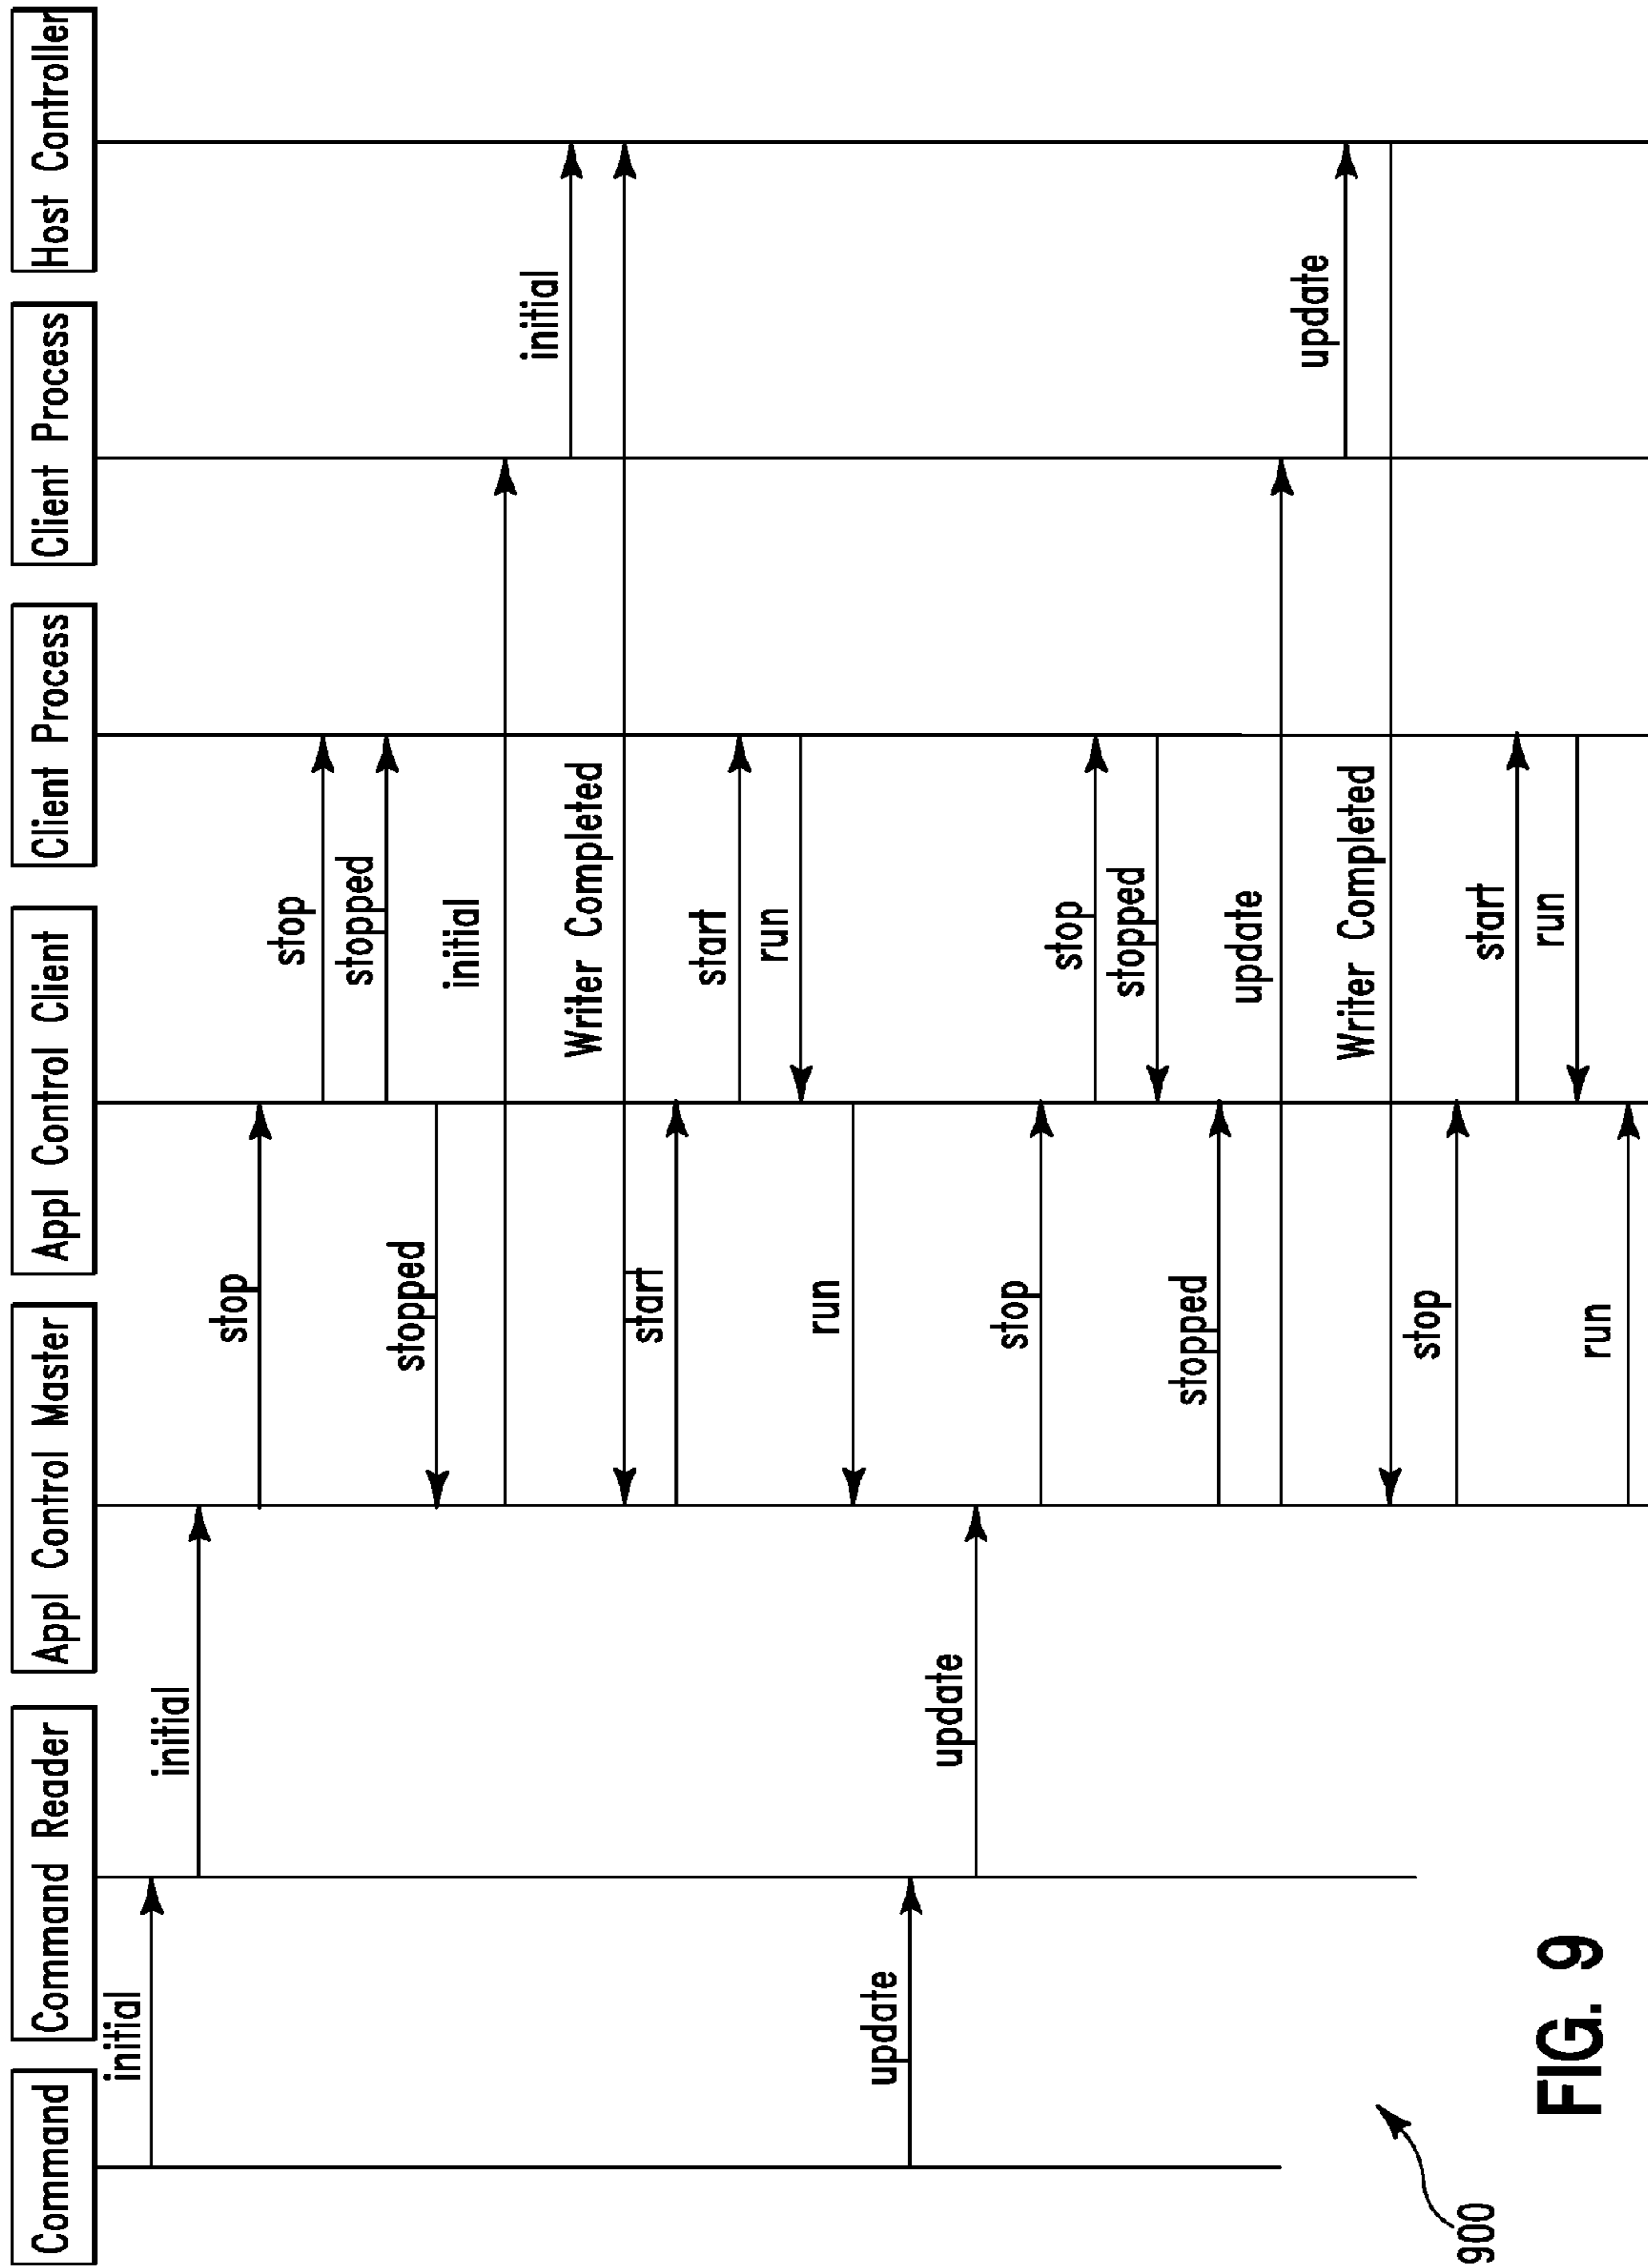 Command
Command Reader
Appl Control Master
Appl Control Client
Client Process
Client Process
Host Controller
initial
initial
stop
stop
stopped
stopped
initial
initial
Writer Completed
start
start
run
run
update
update
stop
stop
stopped
stopped
update
update
Writer Completed
stop
start
run
run
900
FIG. 9